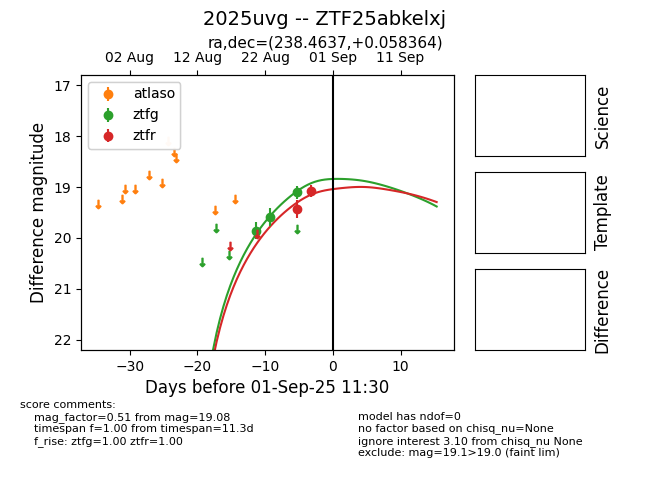 2025uvg -- ZTF25abkelxj
ra,dec=(238.4637,+0.058364)
02 Aug 12 Aug 22 Aug 01 Sep 11 Sep
17
18
19
20
21
22
Difference magnitude
atlaso
ztfg
ztfr
−30 −20 −10 0 10
Days before 01-Sep-25 11:30
Science
Template
Difference
score comments:
mag_factor=0.51 from mag=19.08
timespan f=1.00 from timespan=11.3d
f_rise: ztfg=1.00 ztfr=1.00
model has ndof=0
no factor based on chisq_nu=None
ignore interest 3.10 from chisq_nu None
exclude: mag=19.1>19.0 (faint lim)